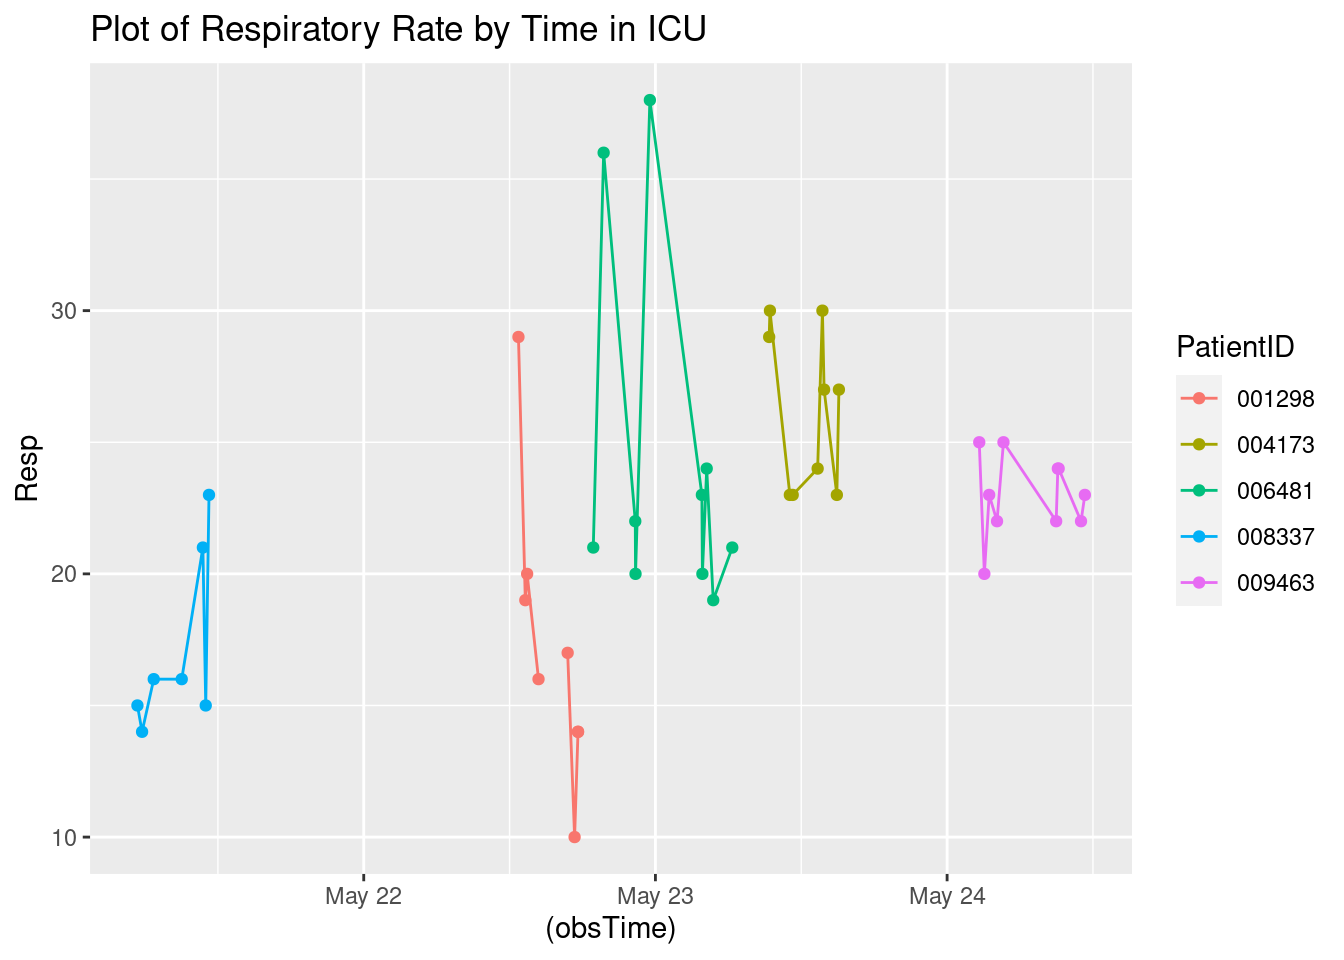 Plot of Respiratory Rate by Time in ICU
Resp
30
20
10
May 22
May 23
May 24
(obsTime)
PatientID
001298
004173
006481
008337
009463